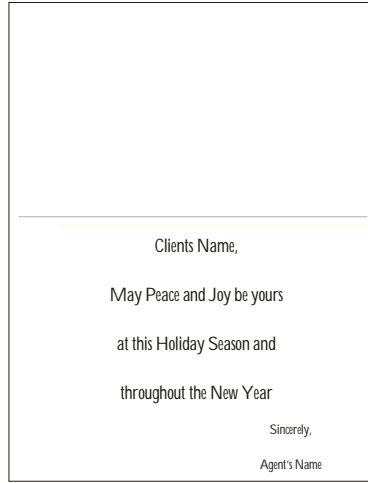 Clients Name,
May Peace and Joy be yours
at this Holiday Season and
throughout the New Year
Sincerely,
Agent's Name